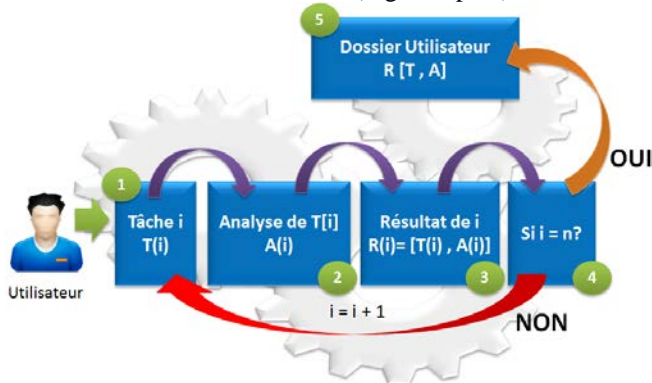 5
Dossier Utilisateur
R [T , A]
OUI
1
Tâche i
T(i)
Analyse de T[i]
A(i)
2
Résultat de i
R(i)= [T(i) , A(i)]
3
Si i = n?
4
Utilisateur
i = i + 1
NON